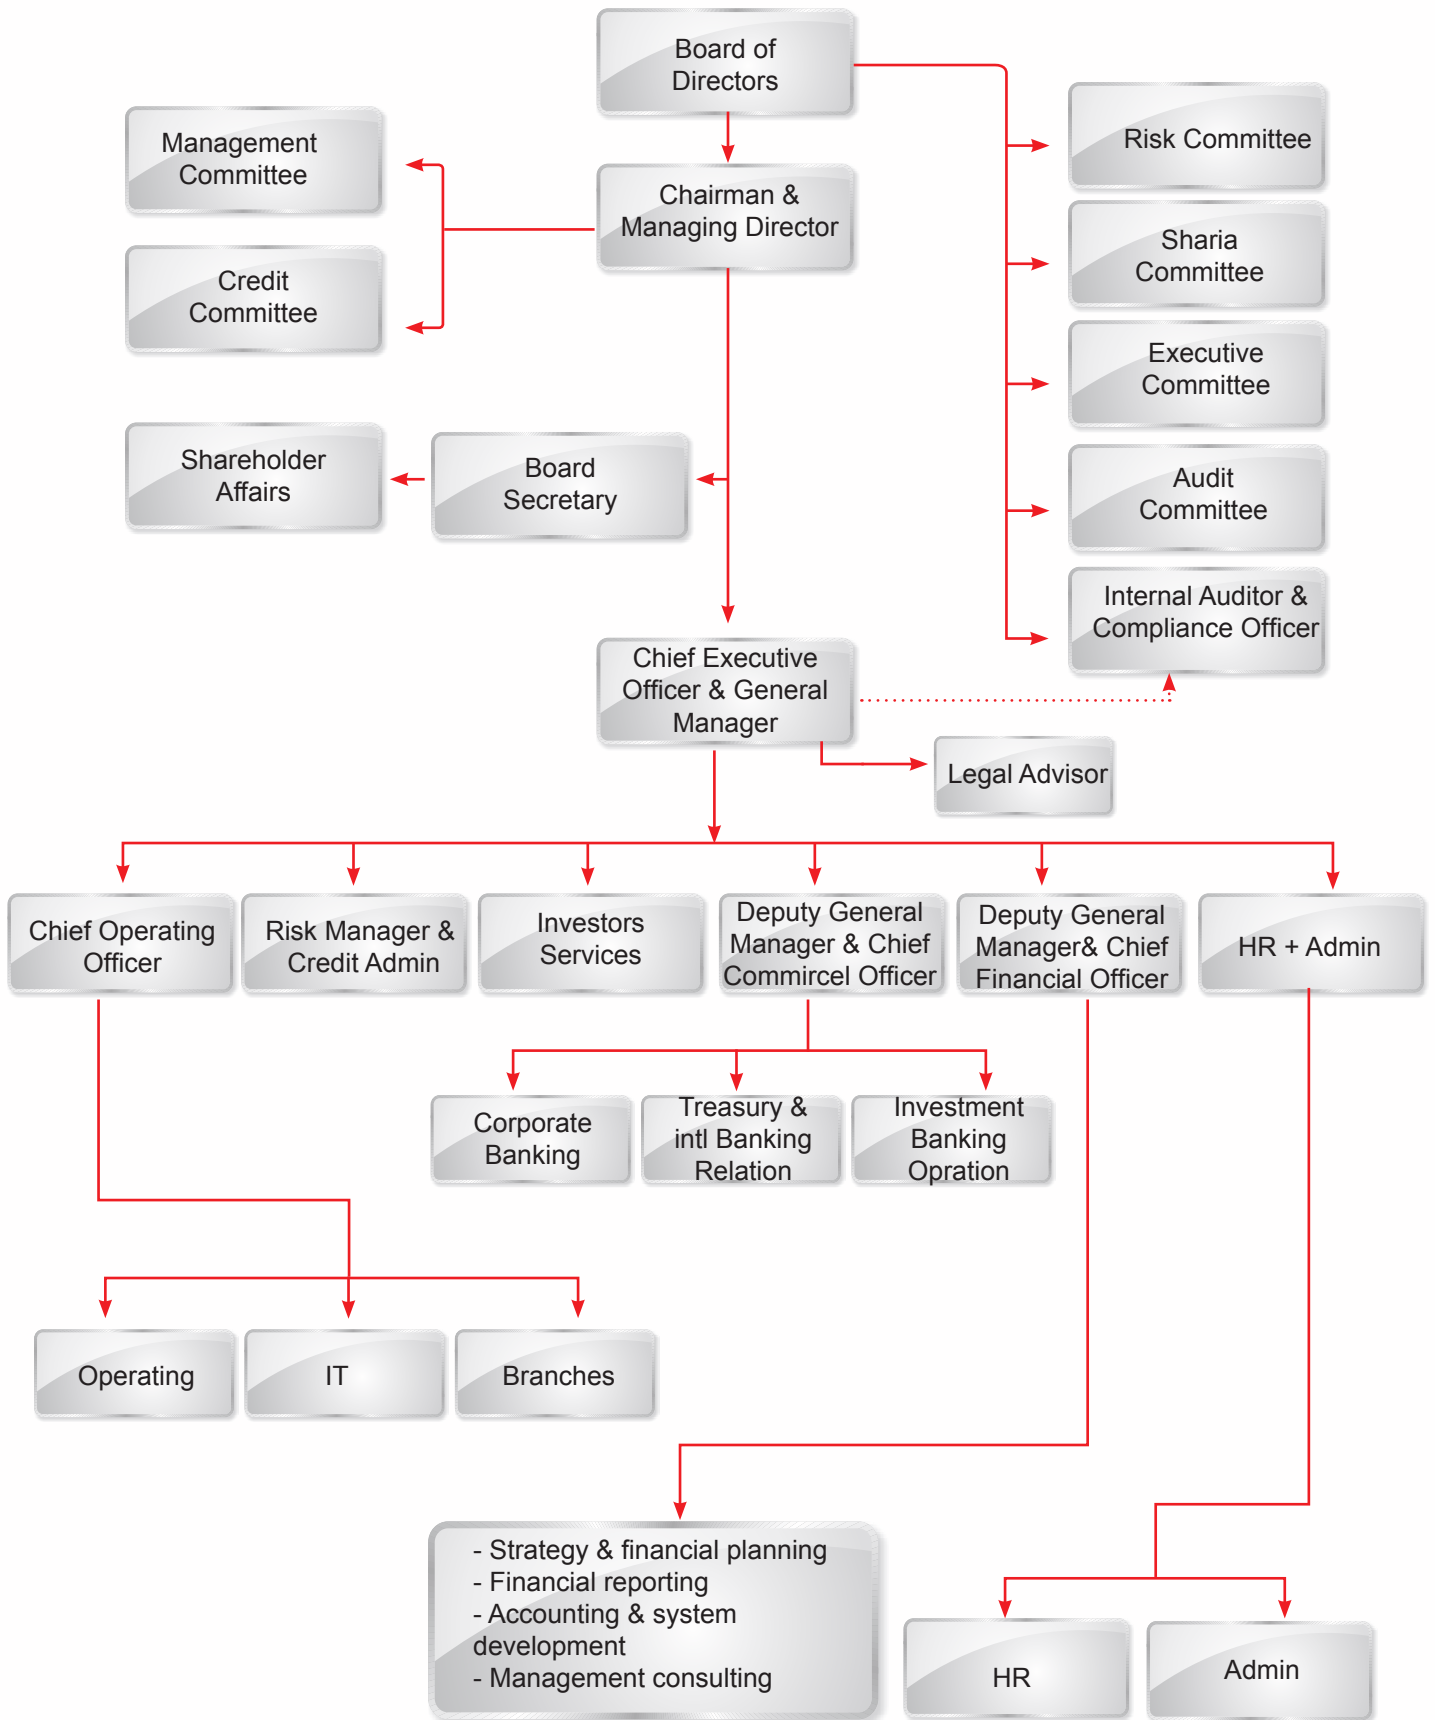 Board of
Directors
Management
Committee
Risk Committee
Chairman &
Managing Director
Sharia
Committee
Credit
Committee
Executive
Committee
Shareholder
Affairs
Board
Secretary
Audit
Committee
Internal Auditor &
Compliance Officer
Chief Executive
Officer & General
Manager
Legal Advisor
Chief Operating
Officer
Risk Manager &
Credit Admin
Investors
Services
Deputy General
Manager & Chief
Commircel Officer
Deputy General
Manager& Chief
Financial Officer
HR + Admin
Corporate
Banking
Treasury &
intl Banking
Relation
Investment
Banking
Opration
Operating
IT
Branches
- Strategy & financial planning
- Financial reporting
- Accounting & system
development
- Management consulting
HR
Admin